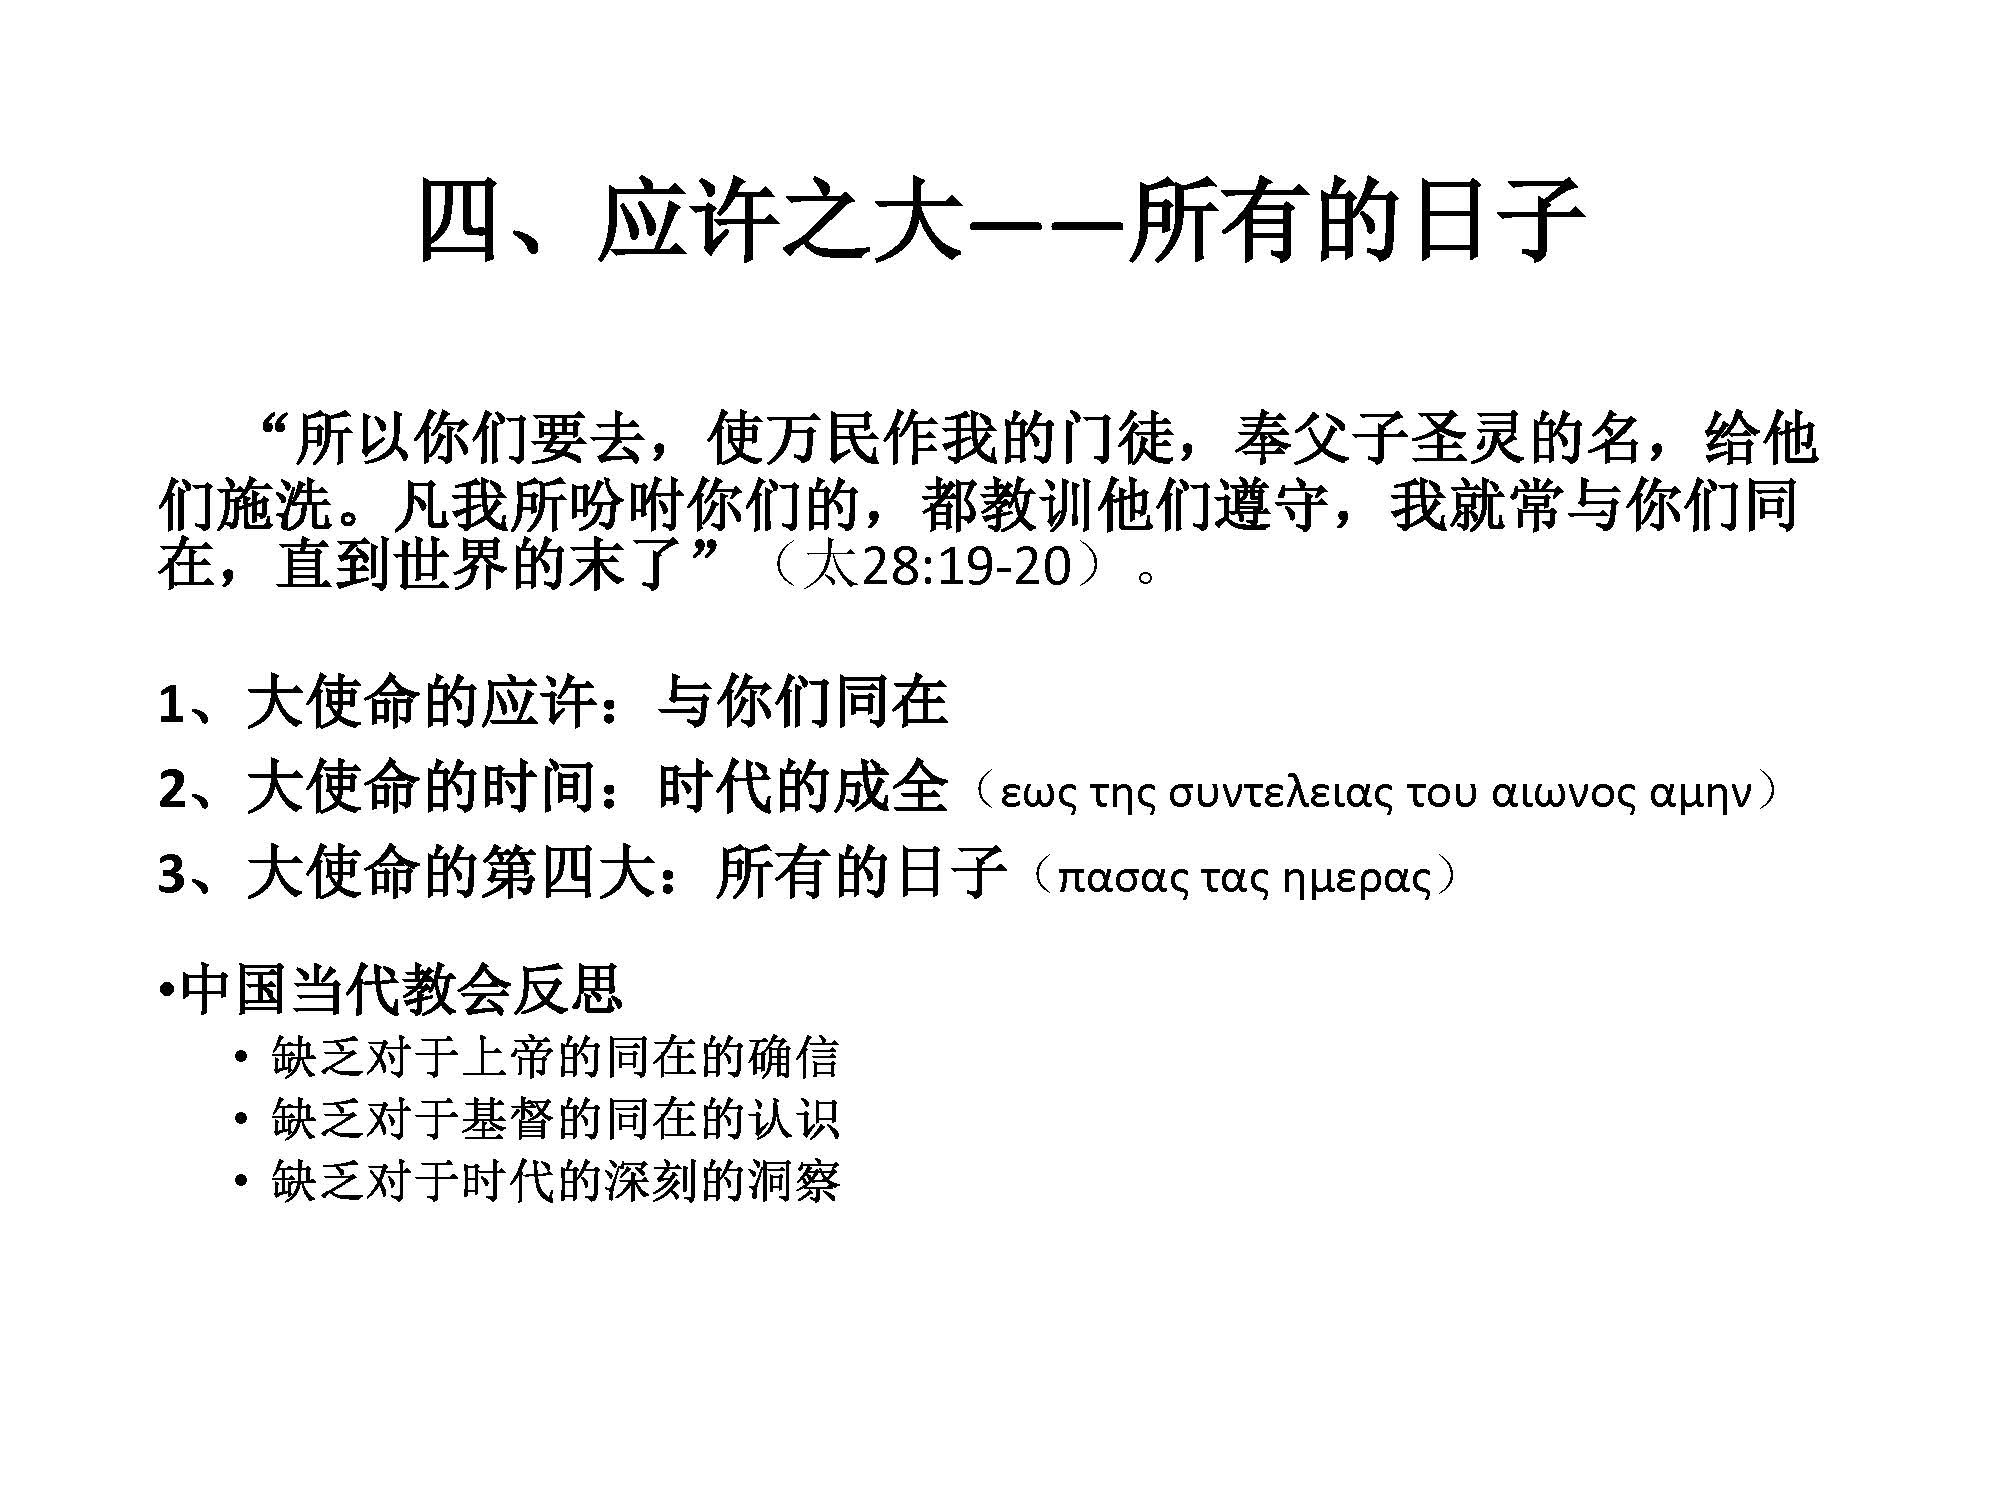 四、应许之大——所有的日子
“所以你们要去，使万民作我的门徒，奉父子圣灵的名，给他
们施洗。凡我所吩咐你们的，都教训他们遵守，我就常与你们同
在，直到世界的末了”（太28:19-20）。
1、大使命的应许：与你们同在
2、大使命的时间：时代的成全（εως της συντελειας του αιωνος αμην）
3、大使命的第四大：所有的日子（πασας τας ημερας）
•中国当代教会反思
• 缺乏对于上帝的同在的确信
• 缺乏对于基督的同在的认识
• 缺乏对于时代的深刻的洞察